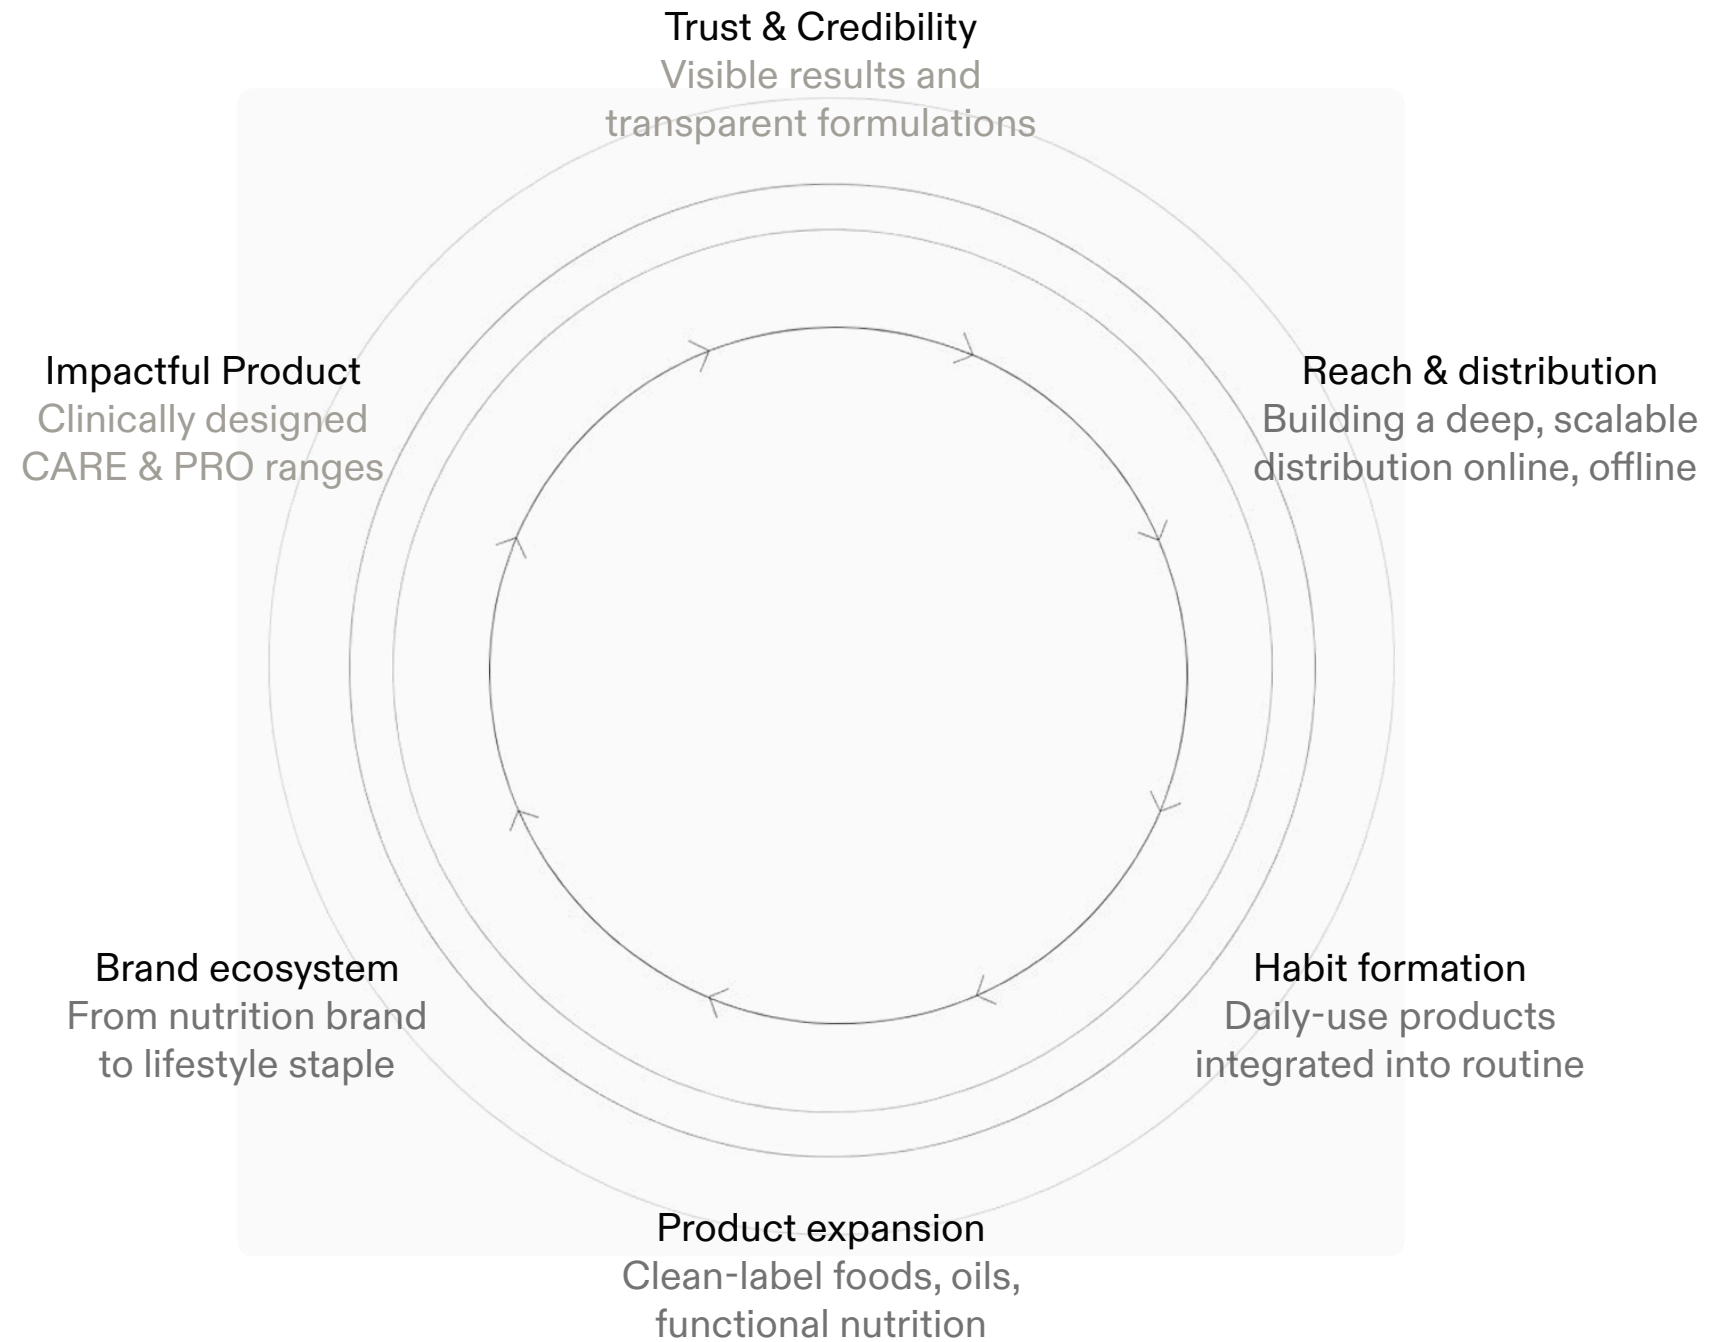 Trust & Credibility
Visible results and
transparent formulations
Impactful Product
Clinically designed
CARE & PRO ranges
Reach & distribution
Building a deep, scalable
distribution online, offline
Brand ecosystem
From nutrition brand
to lifestyle staple
Habit formation
Daily-use products
integrated into routine
Product expansion
Clean-label foods, oils,
functional nutrition